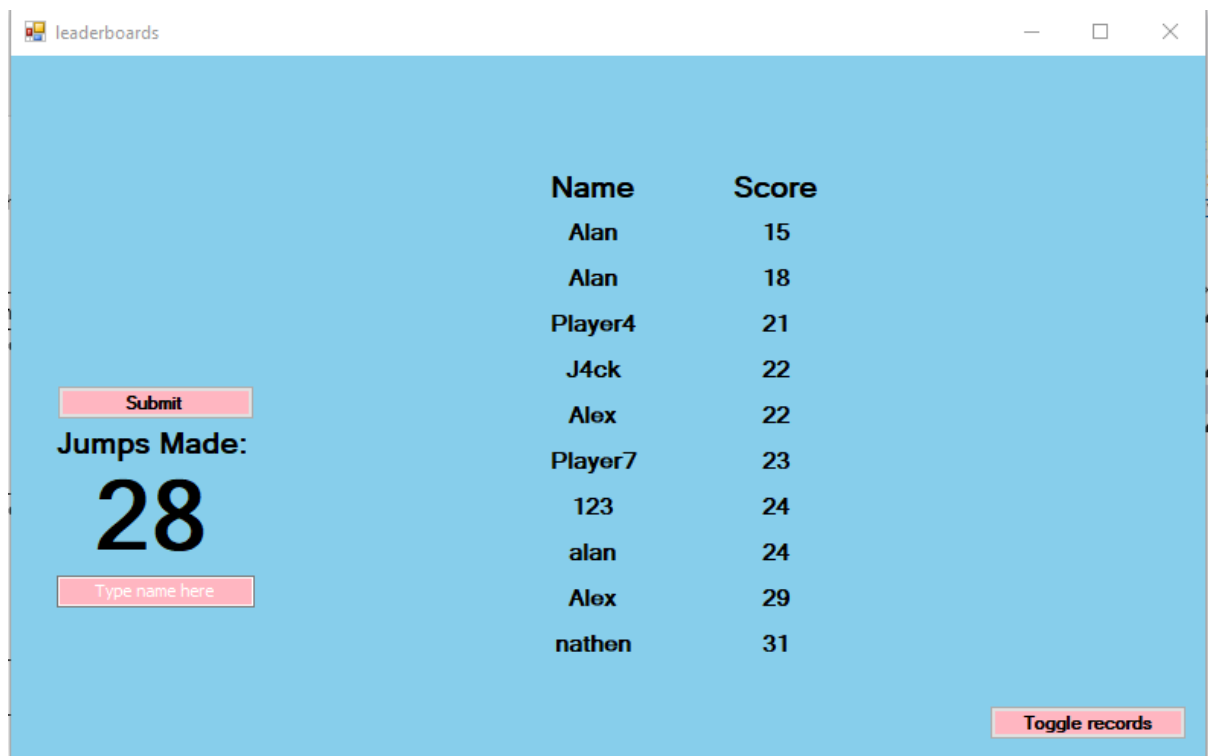 leaderboards
Name Score
Alan 15
Alan 18
Player4 21
J4ck 22
Alex 22
Player7 23
123 24
alan 24
Alex 29
nathen 31
Submit
Jumps Made:
28
Type name here
Toggle records